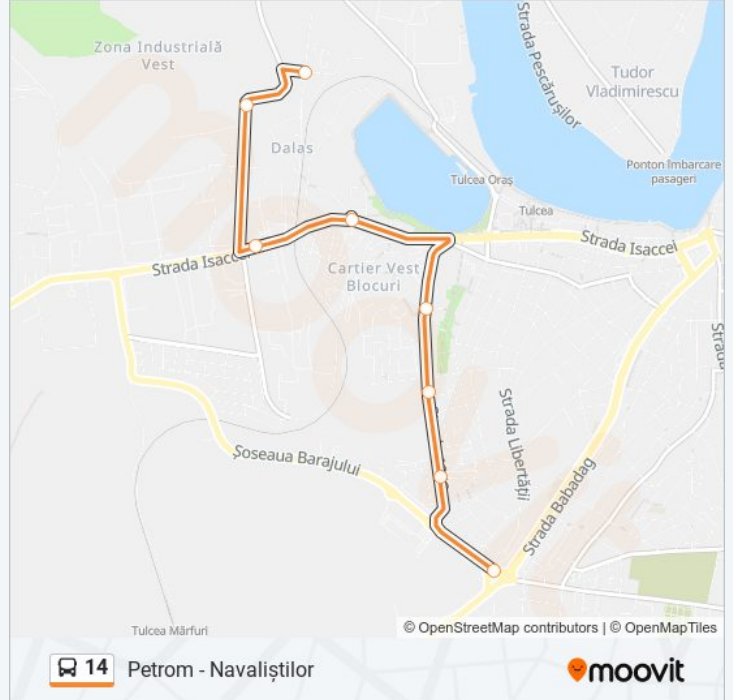 Zona Industrială
Vest
Strada Pescărușilor
Tudor
Vladimirescu
Dalas
Ponton îmbarcare
pasageri
Tulcea Oraș
Tulcea
Strada Isaccei
Strada Isaccei
Cartier Vest
Blocuri
Strada
Strada Libertății
Șoseaua Barajului
Strada Babadag
Tulcea Mărfuri
© OpenStreetMap contributors | © OpenMapTiles
14 Petrom - Navaliștilor
moovit